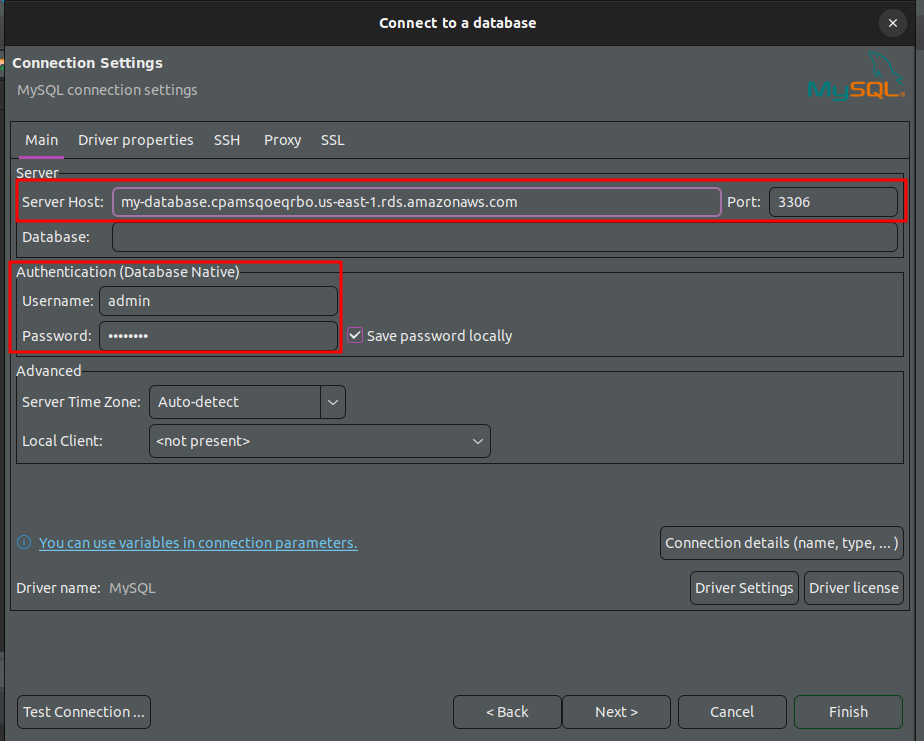 Connect to a database
Connection Settings
MySQL connection settings
MySQL
Main Driver properties SSH Proxy SSL
Server
Server Host: my-database.cpamsqoeqrbo.us-east-1.rds.amazonaws.com Port: 3306
Database:
Authentication (Database Native)
Username: admin
Password: •••••••• Save password locally
Advanced
Server Time Zone: Auto-detect
Local Client: <not present>
You can use variables in connection parameters. Connection details (name, type, ... )
Driver name: MySQL Driver Settings Driver license
Test Connection ... < Back Next > Cancel Finish